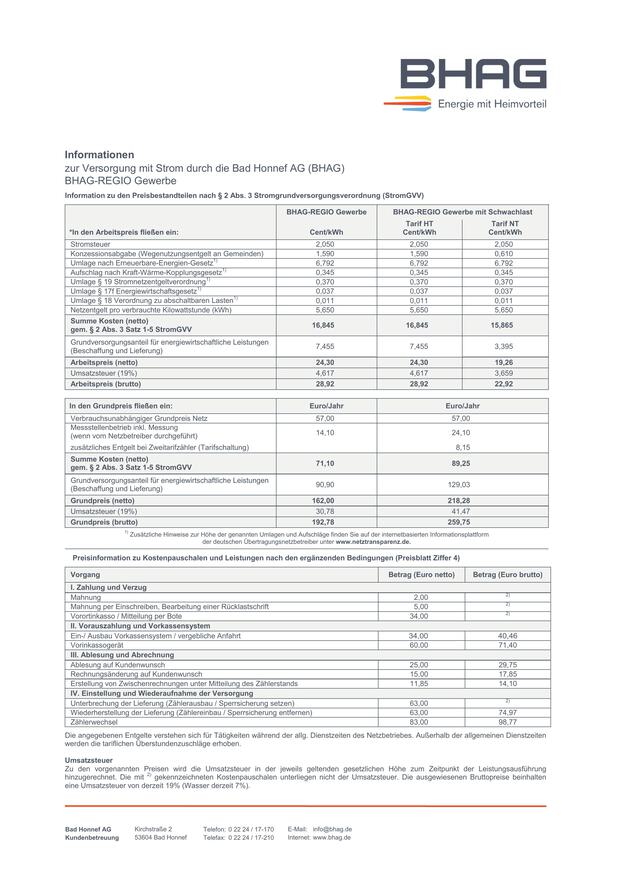 BHAG
Energie mit Heimvorteil
Informationen
zur Versorgung mit Strom durch die Bad Honnef AG (BHAG)
BHAG-REGIO Gewerbe
Information zu den Preisbestandteilen nach § 2 Abs. 3 Stromgrundversorgungsverordnung (StromGVV)
BHAG-REGIO Gewerbe BHAG-REGIO Gewerbe mit Schwachlast
Tarif HT Tarif NT
*In den Arbeitspreis fließen ein: Cent/kWh Cent/kWh Cent/kWh
Stromsteuer 2,050 2,050 2,050
Konzessionsabgabe (Wegenutzungsentgelt an Gemeinden) 1,590 1,590 0,610
Umlage nach Erneuerbare-Energien-Gesetz1) 6,792 6,792 6,792
Aufschlag nach Kraft-Wärme-Kopplungsgesetz1) 0,345 0,345 0,345
Umlage § 19 Stromnetzentgeltverordnung1) 0,370 0,370 0,370
Umlage § 17f Energiewirtschaftsgesetz1) 0,037 0,037 0,037
Umlage § 18 Verordnung zu abschaltbaren Lasten1) 0,011 0,011 0,011
Netzentgelt pro verbrauchte Kilowattstunde (kWh) 5,650 5,650 5,650
Summe Kosten (netto)
gem. § 2 Abs. 3 Satz 1-5 StromGVV 16,845 16,845 15,865
Grundversorgungsanteil für energiewirtschaftliche Leistungen
(Beschaffung und Lieferung) 7,455 7,455 3,395
Arbeitspreis (netto) 24,30 24,30 19,26
Umsatzsteuer (19%) 4,617 4,617 3,659
Arbeitspreis (brutto) 28,92 28,92 22,92
In den Grundpreis fließen ein: Euro/Jahr Euro/Jahr
Verbrauchsunabhängiger Grundpreis Netz 57,00 57,00
Messstellenbetrieb inkl. Messung
(wenn vom Netzbetreiber durchgeführt) 14,10 24,10
zusätzliches Entgelt bei Zweitarifzähler (Tarifschaltung) 8,15
Summe Kosten (netto)
gem. § 2 Abs. 3 Satz 1-5 StromGVV 71,10 89,25
Grundversorgungsanteil für energiewirtschaftliche Leistungen
(Beschaffung und Lieferung) 90,90 129,03
Grundpreis (netto) 162,00 218,28
Umsatzsteuer (19%) 30,78 41,47
Grundpreis (brutto) 192,78 259,75
1) Zusätzliche Hinweise zur Höhe der genannten Umlagen und Aufschläge finden Sie auf der internetbasierten Informationsplattform
der deutschen Übertragungsnetzbetreiber unter www.netztransparenz.de.
Preisinformation zu Kostenpauschalen und Leistungen nach den ergänzenden Bedingungen (Preisblatt Ziffer 4)
Vorgang Betrag (Euro netto) Betrag (Euro brutto)
I. Zahlung und Verzug
Mahnung 2,00 2)
Mahnung per Einschreiben, Bearbeitung einer Rücklastschrift 5,00 2)
Vorortinkasso / Mitteilung per Bote 34,00 2)
II. Vorauszahlung und Vorkassensystem
Ein-/ Ausbau Vorkassensystem / vergebliche Anfahrt 34,00 40,46
Vorinkassogerät 60,00 71,40
III. Ablesung und Abrechnung
Ablesung auf Kundenwunsch 25,00 29,75
Rechnungsänderung auf Kundenwunsch 15,00 17,85
Erstellung von Zwischenrechnungen unter Mitteilung des Zählerstands 11,85 14,10
IV. Einstellung und Wiederaufnahme der Versorgung
Unterbrechung der Lieferung (Zählerausbau / Sperrsicherung setzen) 63,00 2)
Wiederherstellung der Lieferung (Zählereinbau / Sperrsicherung entfernen) 63,00 74,97
Zählerwechsel 83,00 98,77
Die angegebenen Entgelte verstehen sich für Tätigkeiten während der allg. Dienstzeiten des Netzbetriebes. Außerhalb der allgemeinen Dienstzeiten
werden die tariflichen Überstundenzuschläge erhoben.
Umsatzsteuer
Zu den vorgenannten Preisen wird die Umsatzsteuer in der jeweils geltenden gesetzlichen Höhe zum Zeitpunkt der Leistungsausführung
hinzugerechnet. Die mit 2) gekennzeichneten Kostenpauschalen unterliegen nicht der Umsatzsteuer. Die ausgewiesenen Bruttopreise beinhalten
eine Umsatzsteuer von derzeit 19% (Wasser derzeit 7%).
Bad Honnef AG Kirchstraße 2 Telefon: 0 22 24 / 17-170 E-Mail: info@bhag.de
Kundenbetreuung 53604 Bad Honnef Telefax: 0 22 24 / 17-210 Internet: www.bhag.de